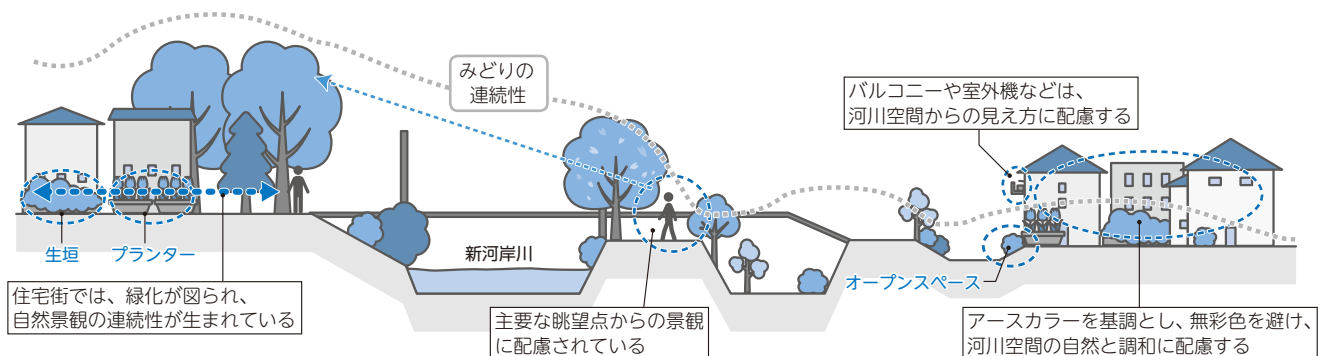 みどりの
連続性
バルコニーや室外機などは、
河川空間からの見え方に配慮する
生垣
プランター
新河岸川
オープンスペース
住宅街では、緑化が図られ、
自然景観の連続性が生まれている
主要な眺望点からの景観
に配慮されている
アースカラーを基調とし、無彩色を避け、
河川空間の自然と調和に配慮する